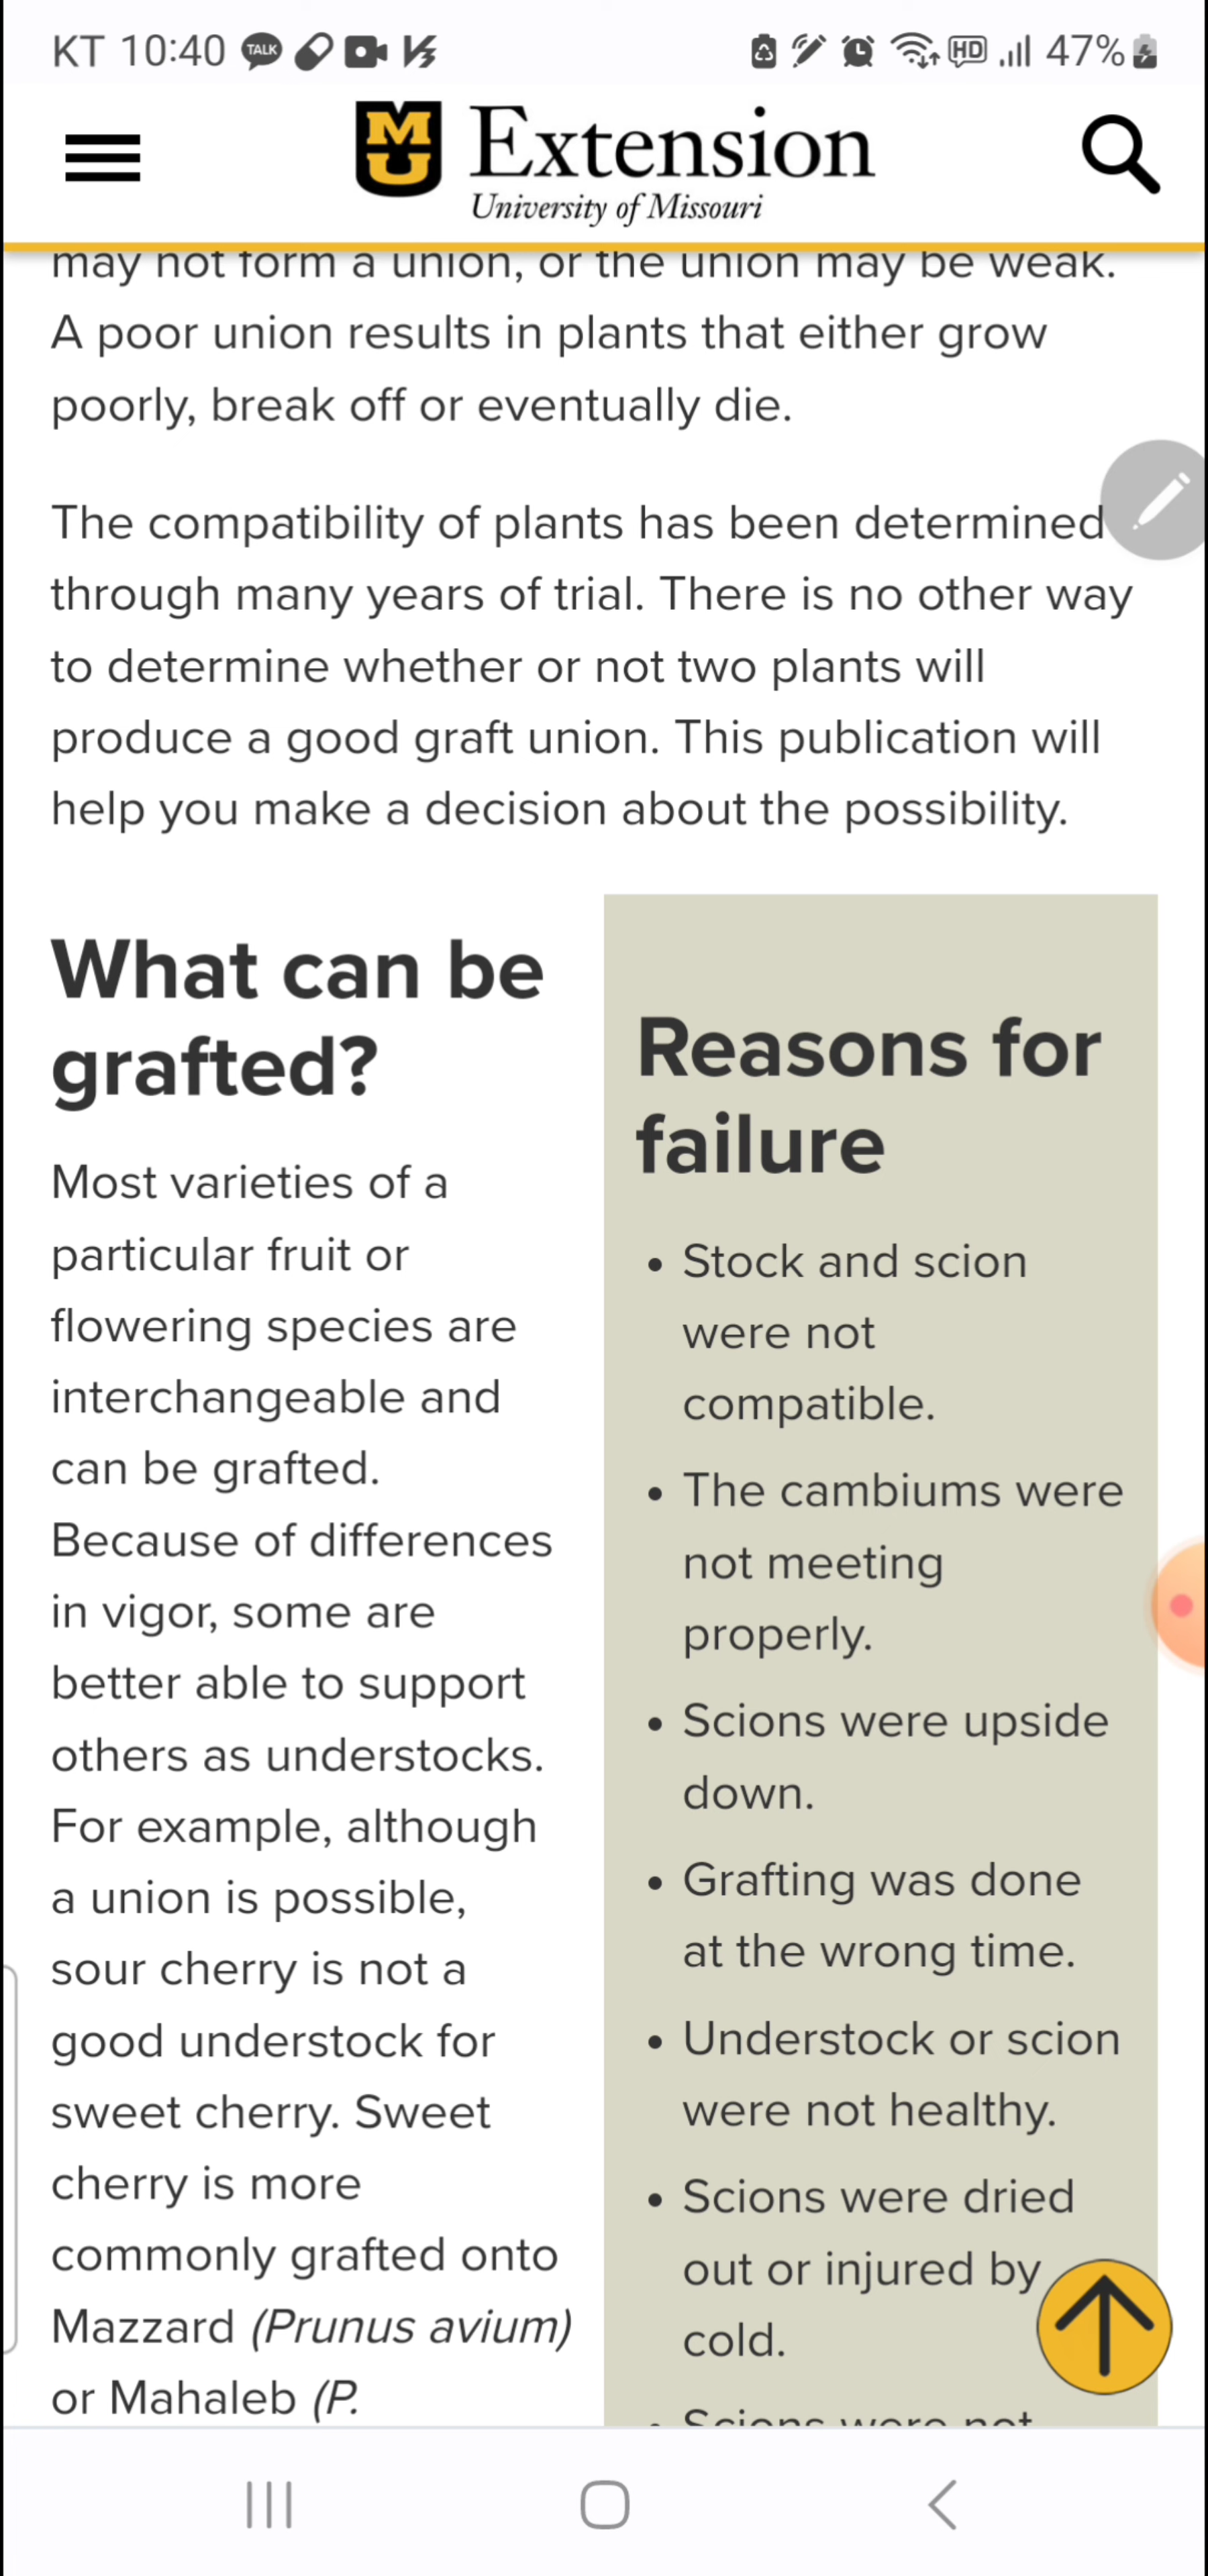 KT 10:40 TALK HD 47%
MU Extension
University of Missouri
may not form a union, or the union may be weak.
A poor union results in plants that either grow
poorly, break off or eventually die.
The compatibility of plants has been determined
through many years of trial. There is no other way
to determine whether or not two plants will
produce a good graft union. This publication will
help you make a decision about the possibility.
What can be
grafted?
Most varieties of a
particular fruit or
flowering species are
interchangeable and
can be grafted.
Because of differences
in vigor, some are
better able to support
others as understocks.
For example, although
a union is possible,
sour cherry is not a
good understock for
sweet cherry. Sweet
cherry is more
commonly grafted onto
Mazzard (Prunus avium)
or Mahaleb (P.
Reasons for
failure
• Stock and scion
were not
compatible.
• The cambiums were
not meeting
properly.
• Scions were upside
down.
• Grafting was done
at the wrong time.
• Understock or scion
were not healthy.
• Scions were dried
out or injured by
cold.
• Scions were not